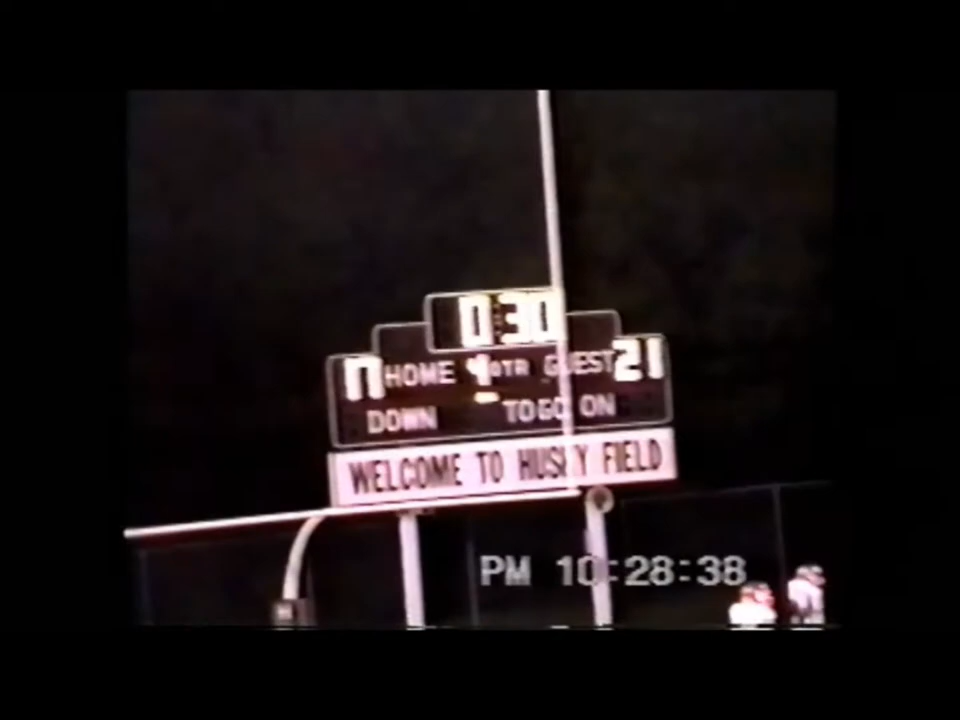 0:30
17 HOME 4 QTR GUEST 21
DOWN TO GO ON
WELCOME TO HUSKY FIELD
PM 10:28:38